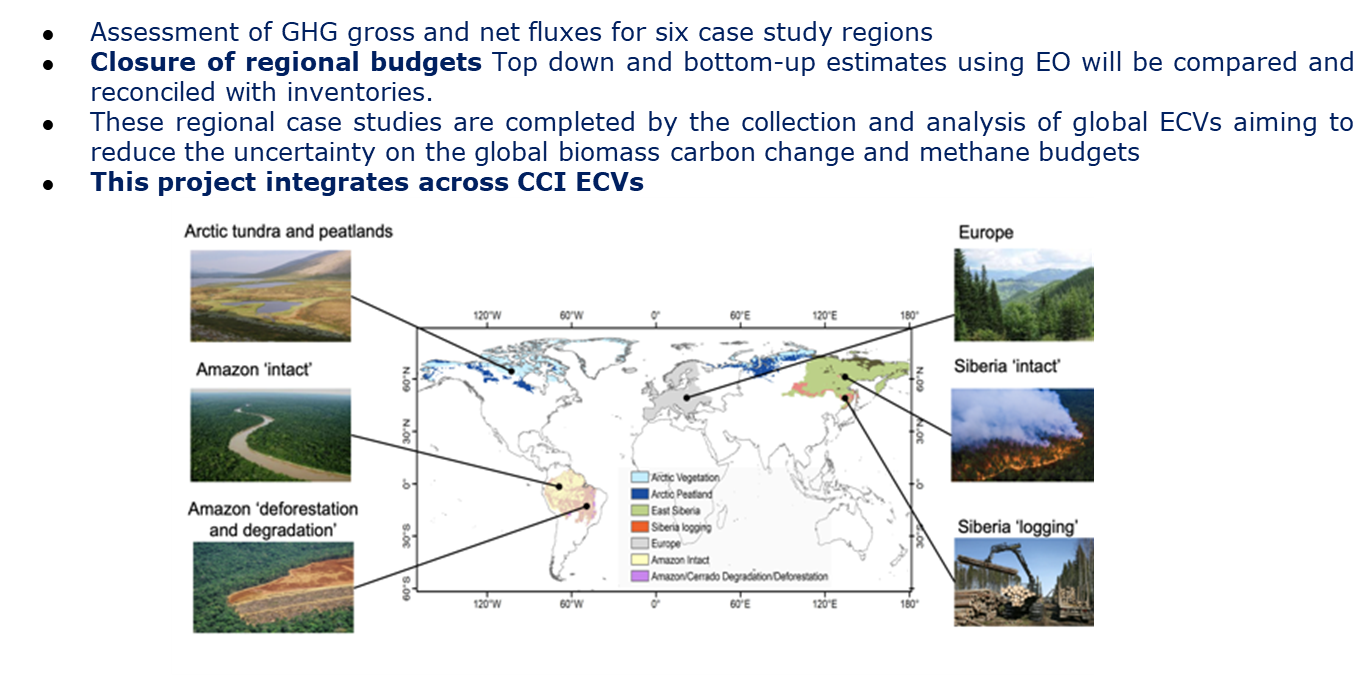 ● Assessment of GHG gross and net fluxes for six case study regions
● Closure of regional budgets Top down and bottom-up estimates using EO will be compared and
reconciled with inventories.
● These regional case studies are completed by the collection and analysis of global ECVs aiming to
reduce the uncertainty on the global biomass carbon change and methane budgets
● This project integrates across CCI ECVs
Arctic tundra and peatlands
Europe
120°W 60°W 0° 60°E 120°E 180°
Amazon 'intact'
Siberia 'intact'
60°N 60°N
30°N 30°N
0° 0°
30°S 30°S
60°S
Arctic Vegetation
Arctic Peatland
East Siberia
Siberia logging
Europe
Amazon Intact
Amazon/Cerrado Degradation/Deforestation
Amazon 'deforestation
and degradation'
Siberia 'logging'
120°W 60°W 0° 60°E 120°E 180°